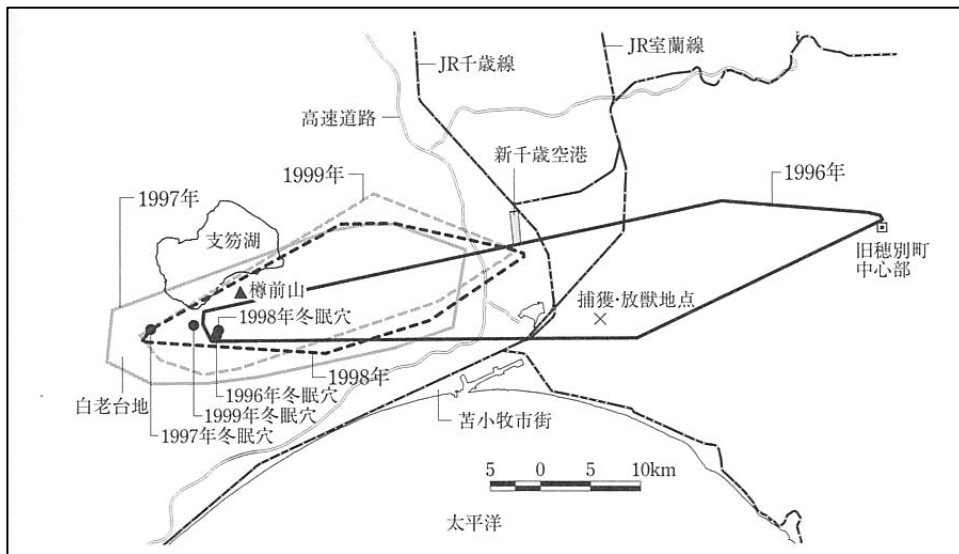 JR千歳線
JR室蘭線
高速道路
新千歳空港
1999年
1996年
1997年
支笏湖
旧穂別町
中心部
樽前山
捕獲・放獣地点
1998年冬眠穴
1998年
1996年冬眠穴
白老台地
1999年冬眠穴
1997年冬眠穴
苫小牧市街
5 0 5 10km
太平洋